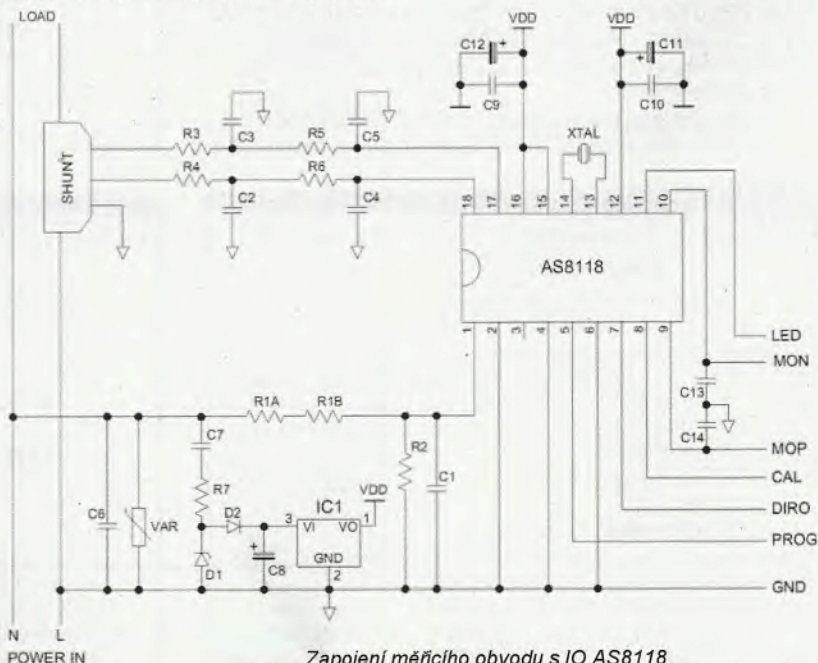 LOAD
VDD
VDD
C12 +
+ C11
C9
C10
C3
C5
XTAL
R3
R5
R4
R6
SHUNT
C2
C4
18 17 16 15 14 13 12 11 10
AS8118
1 2 3 4 5 6 7 8 9
LED
MON
R1A
R1B
C13
C7
C14
MOP
R2
C1
CAL
R7
IC1
VDD
C6
VAR
D2
3 VI VO 1
DIRO
+
GND
PROG
D1
C8
2
GND
N L
POWER IN
Zapojení měřicího obvodu s IO AS8118